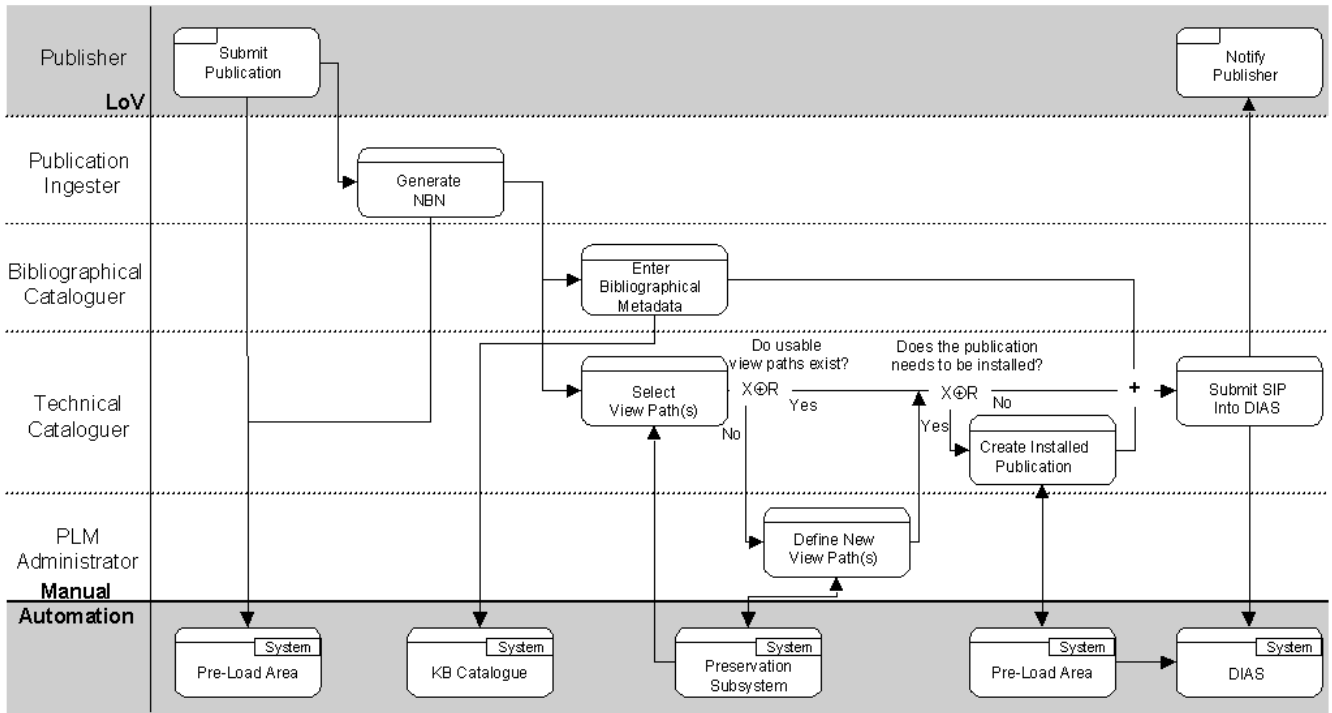 Publisher
LoV
Submit
Publication
Notify
Publisher
Publication
Ingester
Generate
NBN
Bibliographical
Cataloguer
Enter
Bibliographical
Metadata
Technical
Cataloguer
Select
View Path(s)
Do usable
view paths exist?
X⊕R
Yes
No
Does the publication
needs to be installed?
X⊕R
No
Yes
+
Create Installed
Publication
Submit SIP
Into DIAS
PLM
Administrator
Define New
View Path(s)
Manual
Automation
System
Pre-Load Area
System
KB Catalogue
System
Preservation
Subsystem
System
Pre-Load Area
System
DIAS